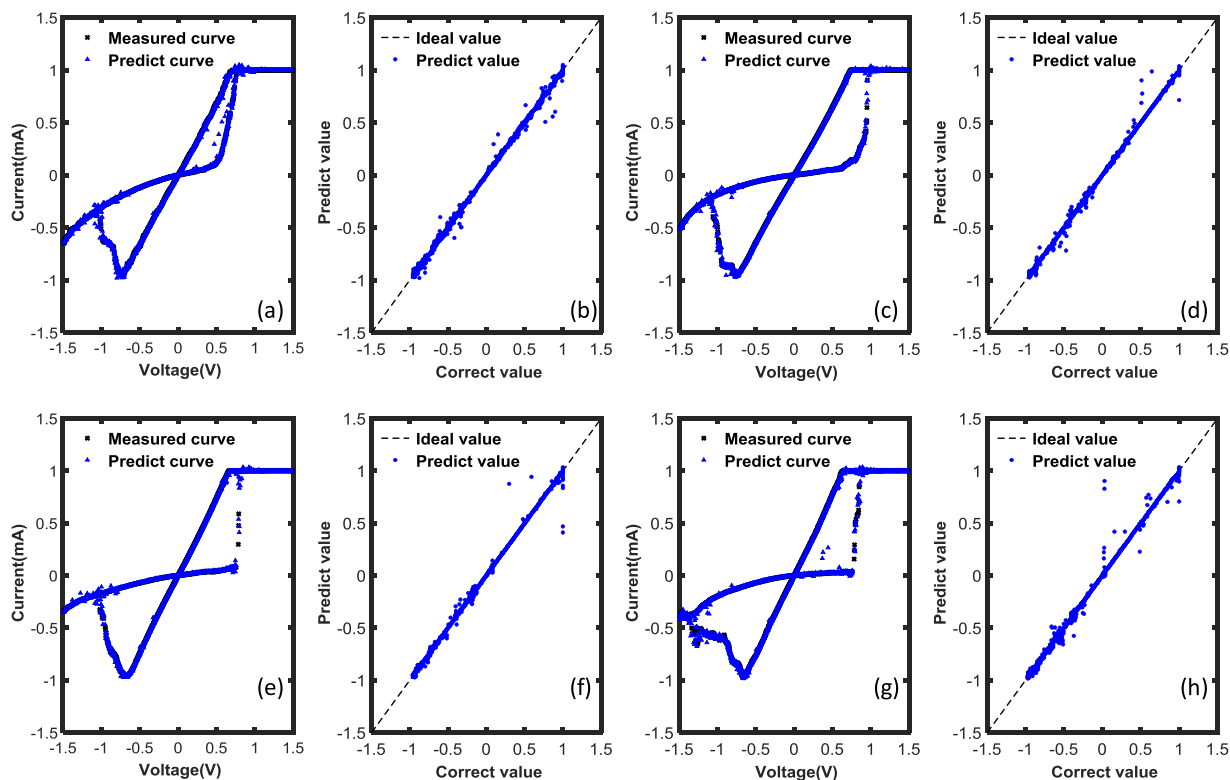 1.5
1
0.5
0
-0.5
-1
-1.5
Current(mA)
Measured curve
Predict curve
(a)
-1.5 -1 -0.5 0 0.5 1 1.5
Voltage(V)
1.5
1
0.5
0
-0.5
-1
-1.5
Predict value
Ideal value
Predict value
(b)
-1.5 -1 -0.5 0 0.5 1 1.5
Correct value
1.5
1
0.5
0
-0.5
-1
-1.5
Current(mA)
Measured curve
Predict curve
(c)
-1.5 -1 -0.5 0 0.5 1 1.5
Voltage(V)
1.5
1
0.5
0
-0.5
-1
-1.5
Predict value
Ideal value
Predict value
(d)
-1.5 -1 -0.5 0 0.5 1 1.5
Correct value
1.5
1
0.5
0
-0.5
-1
-1.5
Current(mA)
Measured curve
Predict curve
(e)
-1.5 -1 -0.5 0 0.5 1 1.5
Voltage(V)
1.5
1
0.5
0
-0.5
-1
-1.5
Predict value
Ideal value
Predict value
(f)
-1.5 -1 -0.5 0 0.5 1 1.5
Correct value
1.5
1
0.5
0
-0.5
-1
-1.5
Current(mA)
Measured curve
Predict curve
(g)
-1.5 -1 -0.5 0 0.5 1 1.5
Voltage(V)
1.5
1
0.5
0
-0.5
-1
-1.5
Predict value
Ideal value
Predict value
(h)
-1.5 -1 -0.5 0 0.5 1 1.5
Correct value